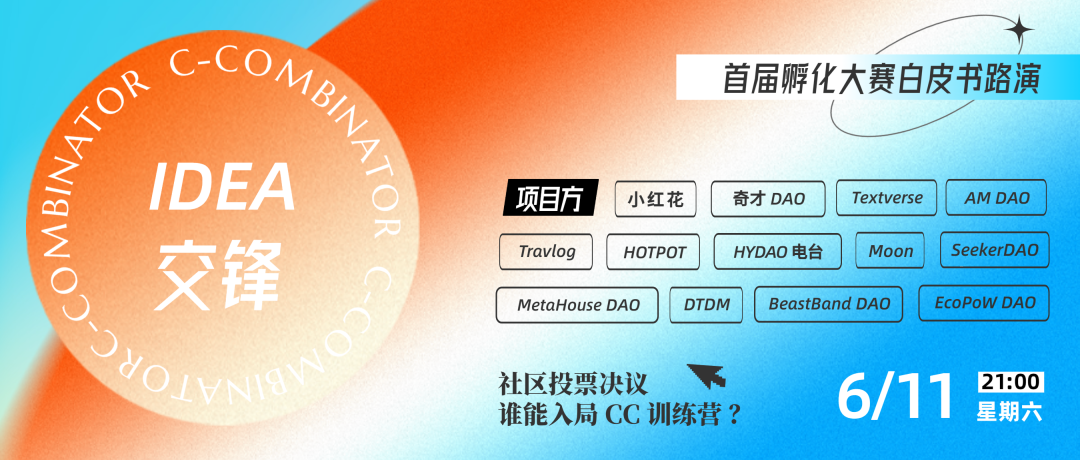 C-COMBINATOR C-COMBINATOR C-COMBINATOR
IDEA
交锋
首届孵化大赛白皮书路演
项目方 小红花 奇才 DAO Textverse AM DAO
Travlog HOTPOT HYDAO 电台 Moon SeekerDAO
MetaHouse DAO DTDM BeastBand DAO EcoPoW DAO
社区投票决议
谁能入局 CC 训练营？
6/11 21:00
星期六